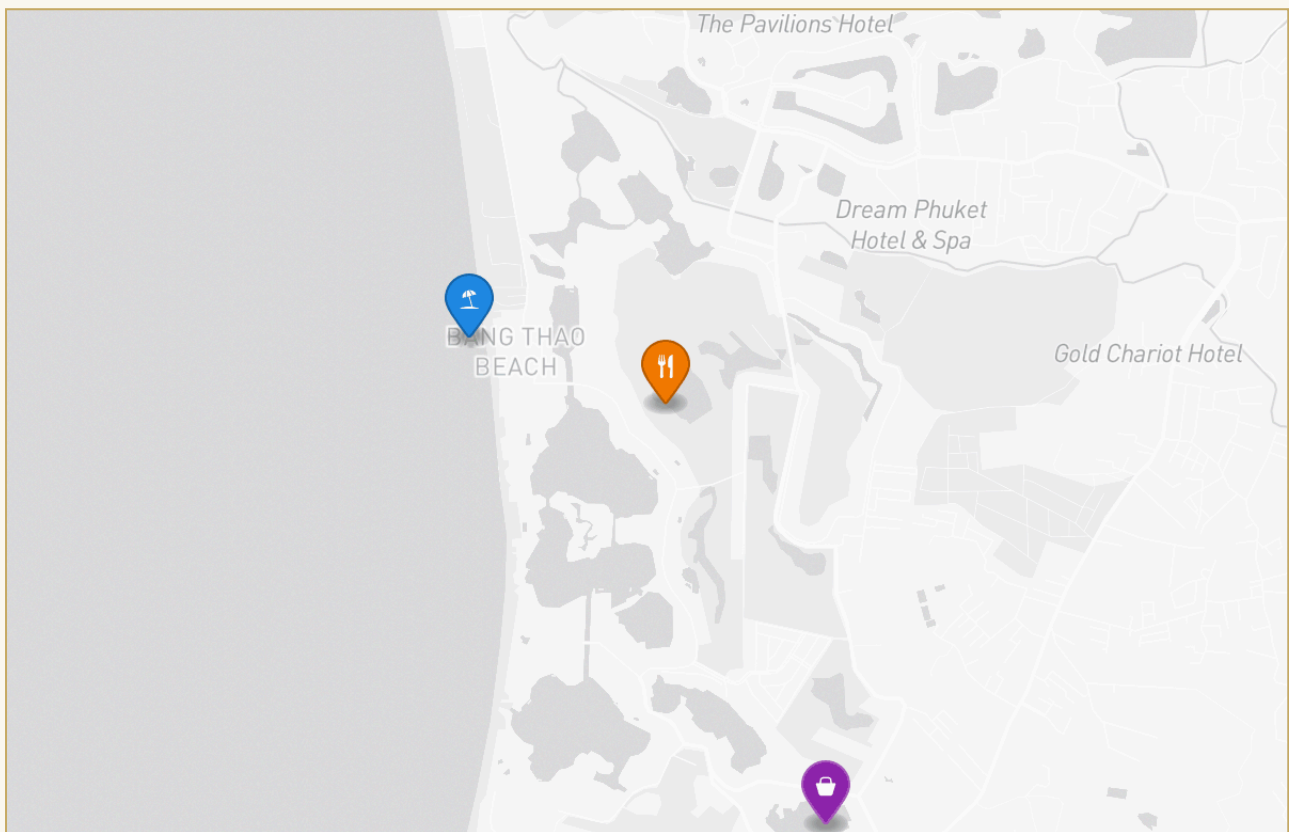 The Pavilions Hotel
Dream Phuket
Hotel & Spa
BANG THAO
BEACH
Gold Chariot Hotel